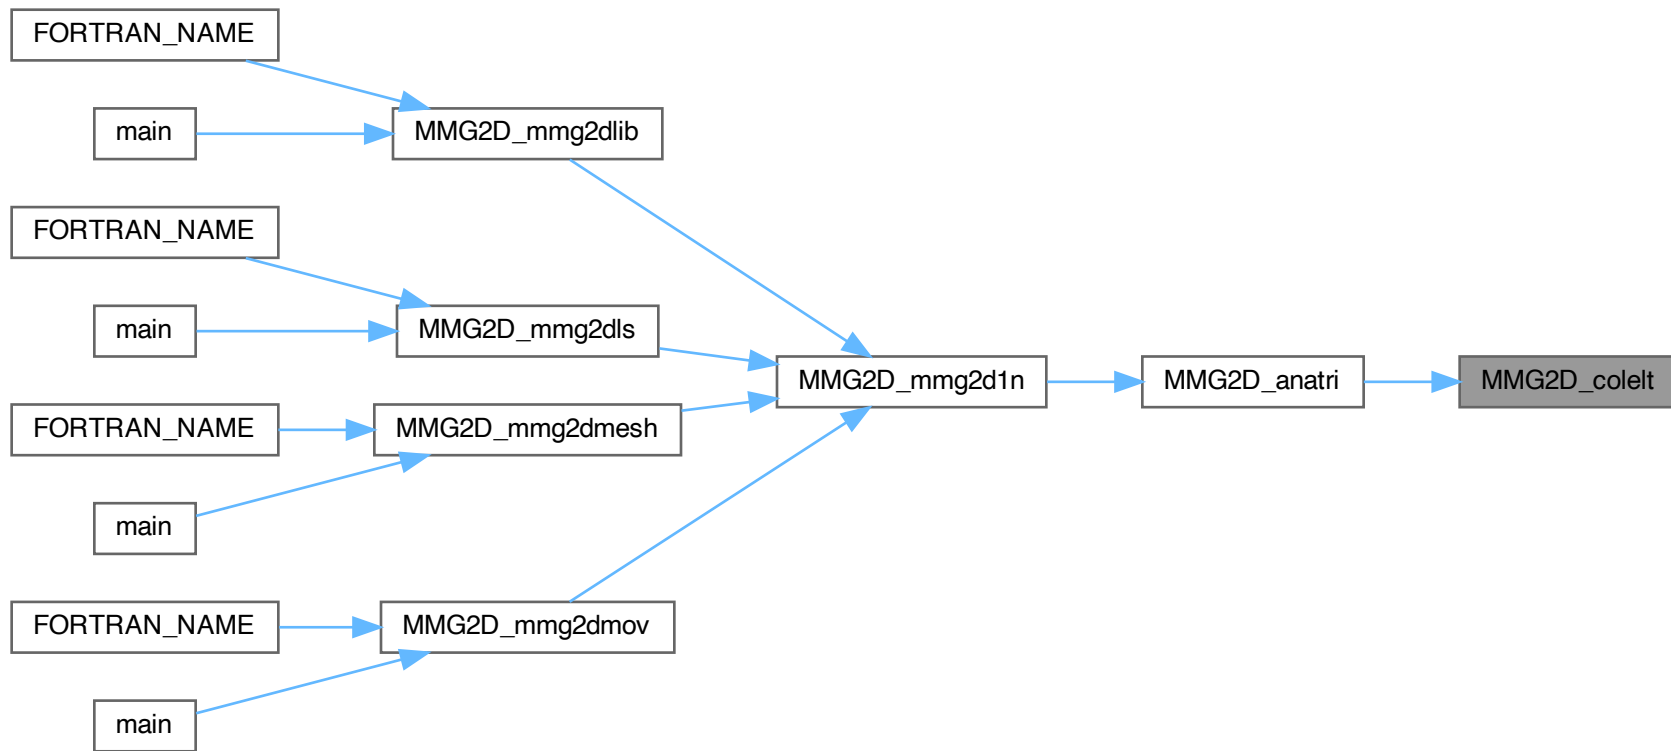 FORTRAN_NAME
main
MMG2D_mmg2dlib
FORTRAN_NAME
main
MMG2D_mmg2dls
MMG2D_mmg2d1n
MMG2D_anatri
MMG2D_colelt
FORTRAN_NAME
MMG2D_mmg2dmesh
main
FORTRAN_NAME
MMG2D_mmg2dmov
main